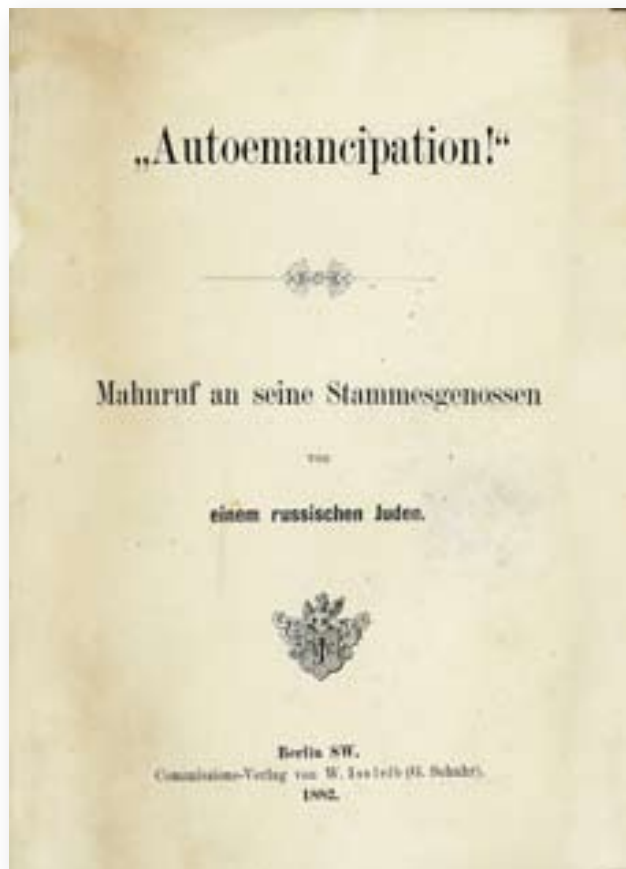 „Autoemancipation!“
Mahnruf an seine Stammesgenossen
von
einem russischen Juden.
Berlin SW.
Commissions-Verlag von W. Issleib (G. Schuhr).
1882.